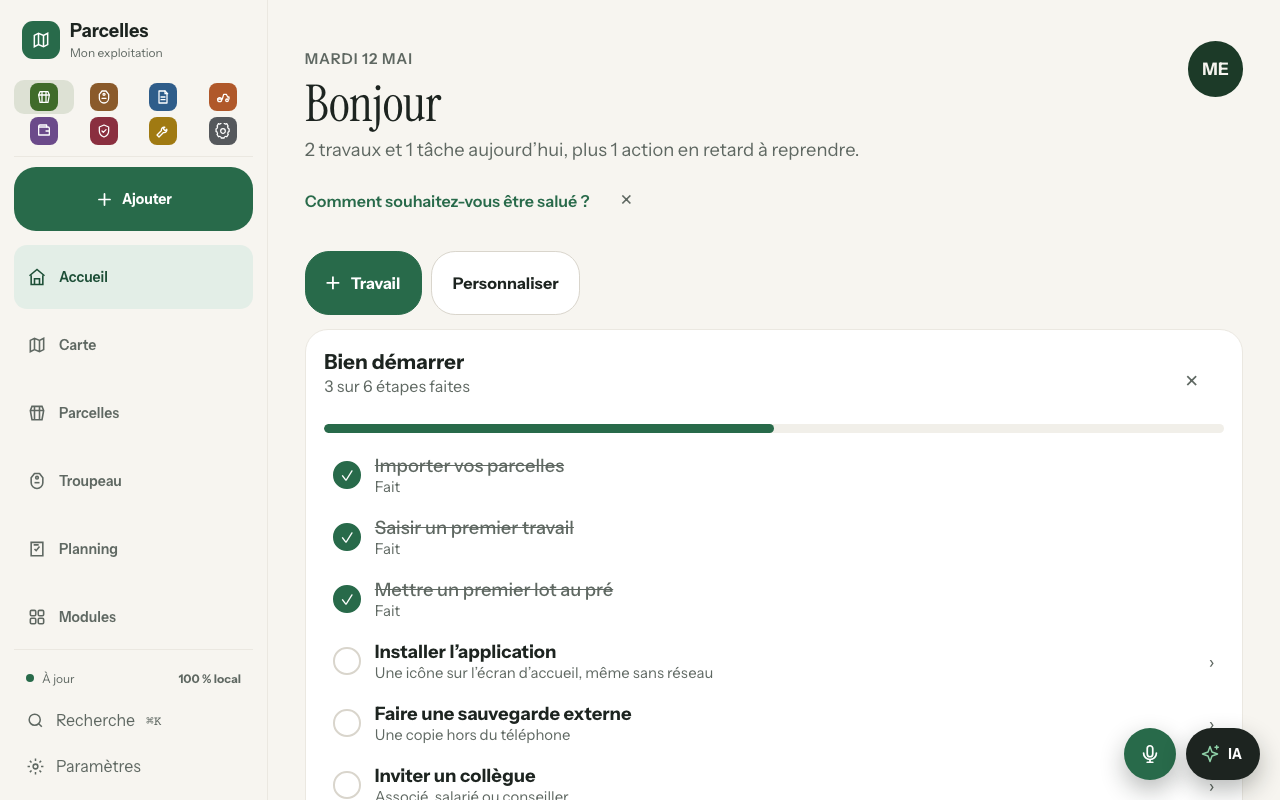 Parcelles
Mon exploitation
Ajouter
Accueil
Carte
Parcelles
Troupeau
Planning
Modules
À jour 100 % local
Recherche ⌘K
Paramètres
MARDI 12 MAI
ME
Bonjour
2 travaux et 1 tâche aujourd’hui, plus 1 action en retard à reprendre.
Comment souhaitez-vous être salué ? ×
+ Travail Personnaliser
Bien démarrer
3 sur 6 étapes faites
×
Importer vos parcelles
Fait
Saisir un premier travail
Fait
Mettre un premier lot au pré
Fait
Installer l’application
Une icône sur l’écran d’accueil, même sans réseau
Faire une sauvegarde externe
Une copie hors du téléphone
Inviter un collègue
Associé, salarié ou conseiller
IA